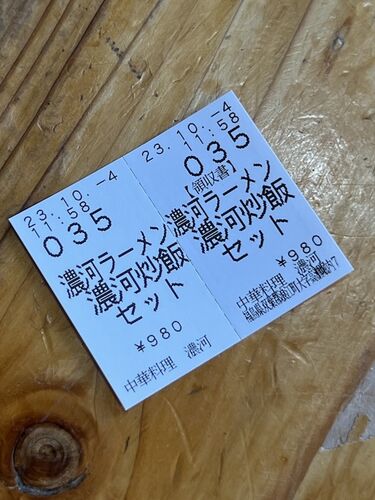 23.10.-4
11:58
035
濃河ラーメン
濃河炒飯
セット
¥980
中華料理 濃河
23.10.-4
11:58
035
【領収書】
濃河ラーメン
濃河炒飯
セット
¥980
中華料理 濃河